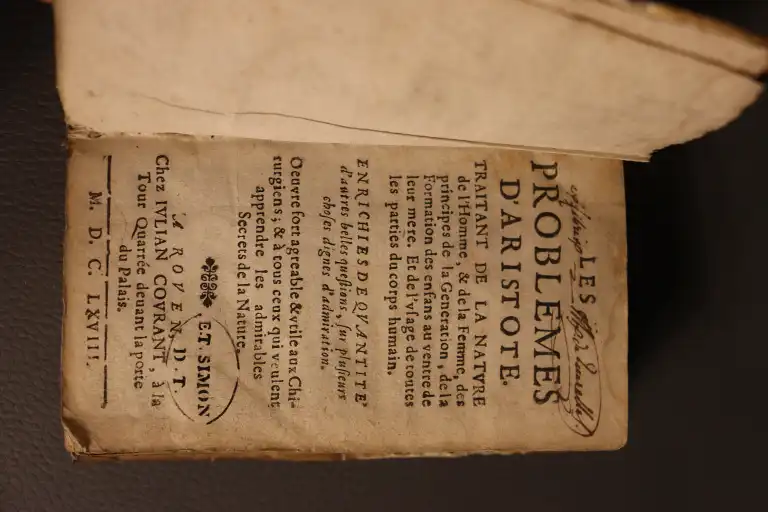 LES
PROBLEMES
D'ARISTOTE.
TRAITANT DE LA NATVRE
de l'Homme, & de la Femme, des
principes de la Generation, de la
Formation des enfans au ventre de
leur mere. Et de l'vsage de toutes
les parties du corps humain.
ENRICHIES DE QVANTITE'
d'autres belles questions, sur plusieurs
choses dignes d'admiration.
Oeuvre fort agreable & vtile aux Chi-
rurgiens; & à tous ceux qui veulent
apprendre les admirables
Secrets de la Nature.
E.T. SIMON
D. T.
A ROVEN,
Chez IVLIAN COVRANT, à la
Tour Quarrée deuant la porte
du Palais.
M. D. C. LXVIII.